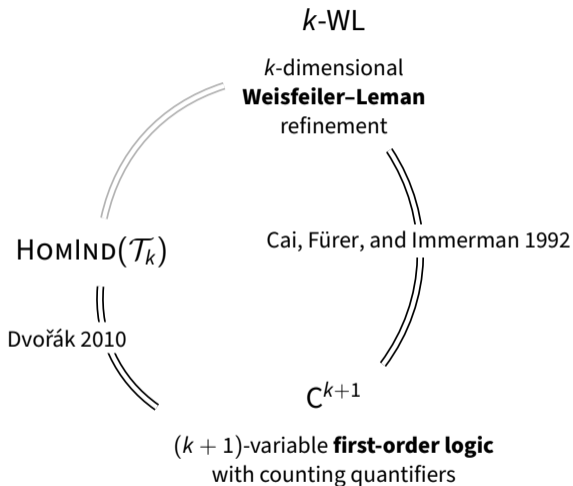 k-WL
k-dimensional
Weisfeiler–Leman
refinement
Cai, Fürer, and Immerman 1992
HomInd(𝒯ₖ)
Dvořák 2010
Cᵏ⁺¹
(k + 1)-variable first-order logic
with counting quantifiers